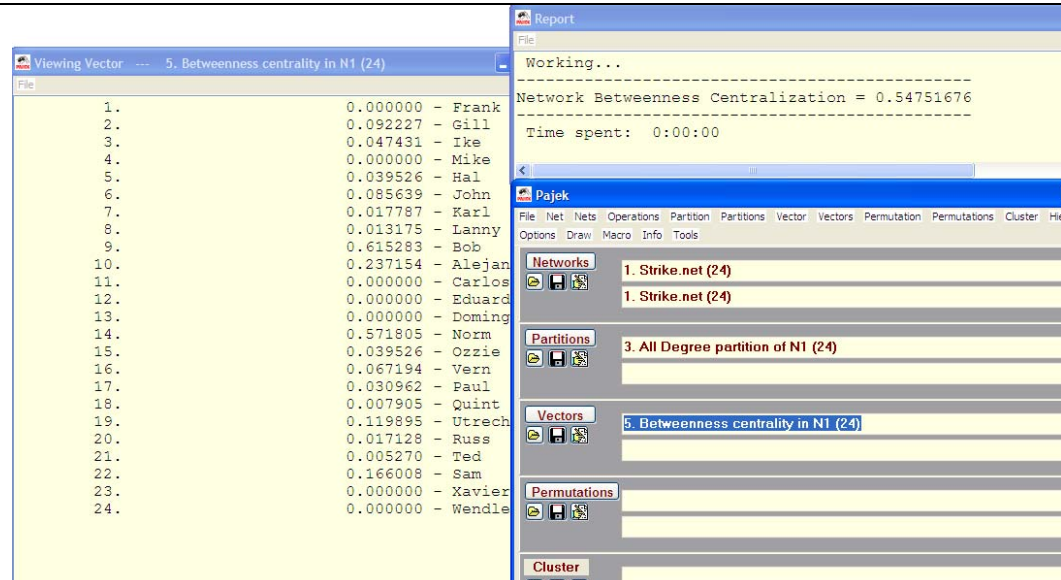 Viewing Vector --- 5. Betweenness centrality in N1 (24)
File
1. 0.000000 - Frank
2. 0.092227 - Gill
3. 0.047431 - Ike
4. 0.000000 - Mike
5. 0.039526 - Hal
6. 0.085639 - John
7. 0.017787 - Karl
8. 0.013175 - Lanny
9. 0.615283 - Bob
10. 0.237154 - Alejan
11. 0.000000 - Carlos
12. 0.000000 - Eduard
13. 0.000000 - Doming
14. 0.571805 - Norm
15. 0.039526 - Ozzie
16. 0.067194 - Vern
17. 0.030962 - Paul
18. 0.007905 - Quint
19. 0.119895 - Utrech
20. 0.017128 - Russ
21. 0.005270 - Ted
22. 0.166008 - Sam
23. 0.000000 - Xavier
24. 0.000000 - Wendle
Report
File
Working...
Network Betweenness Centralization = 0.54751676
Time spent: 0:00:00
Pajek
File Net Nets Operations Partition Partitions Vector Vectors Permutation Permutations Cluster Hie
Options Draw Macro Info Tools
Networks
1. Strike.net (24)
1. Strike.net (24)
Partitions
3. All Degree partition of N1 (24)
Vectors
5. Betweenness centrality in N1 (24)
Permutations
Cluster